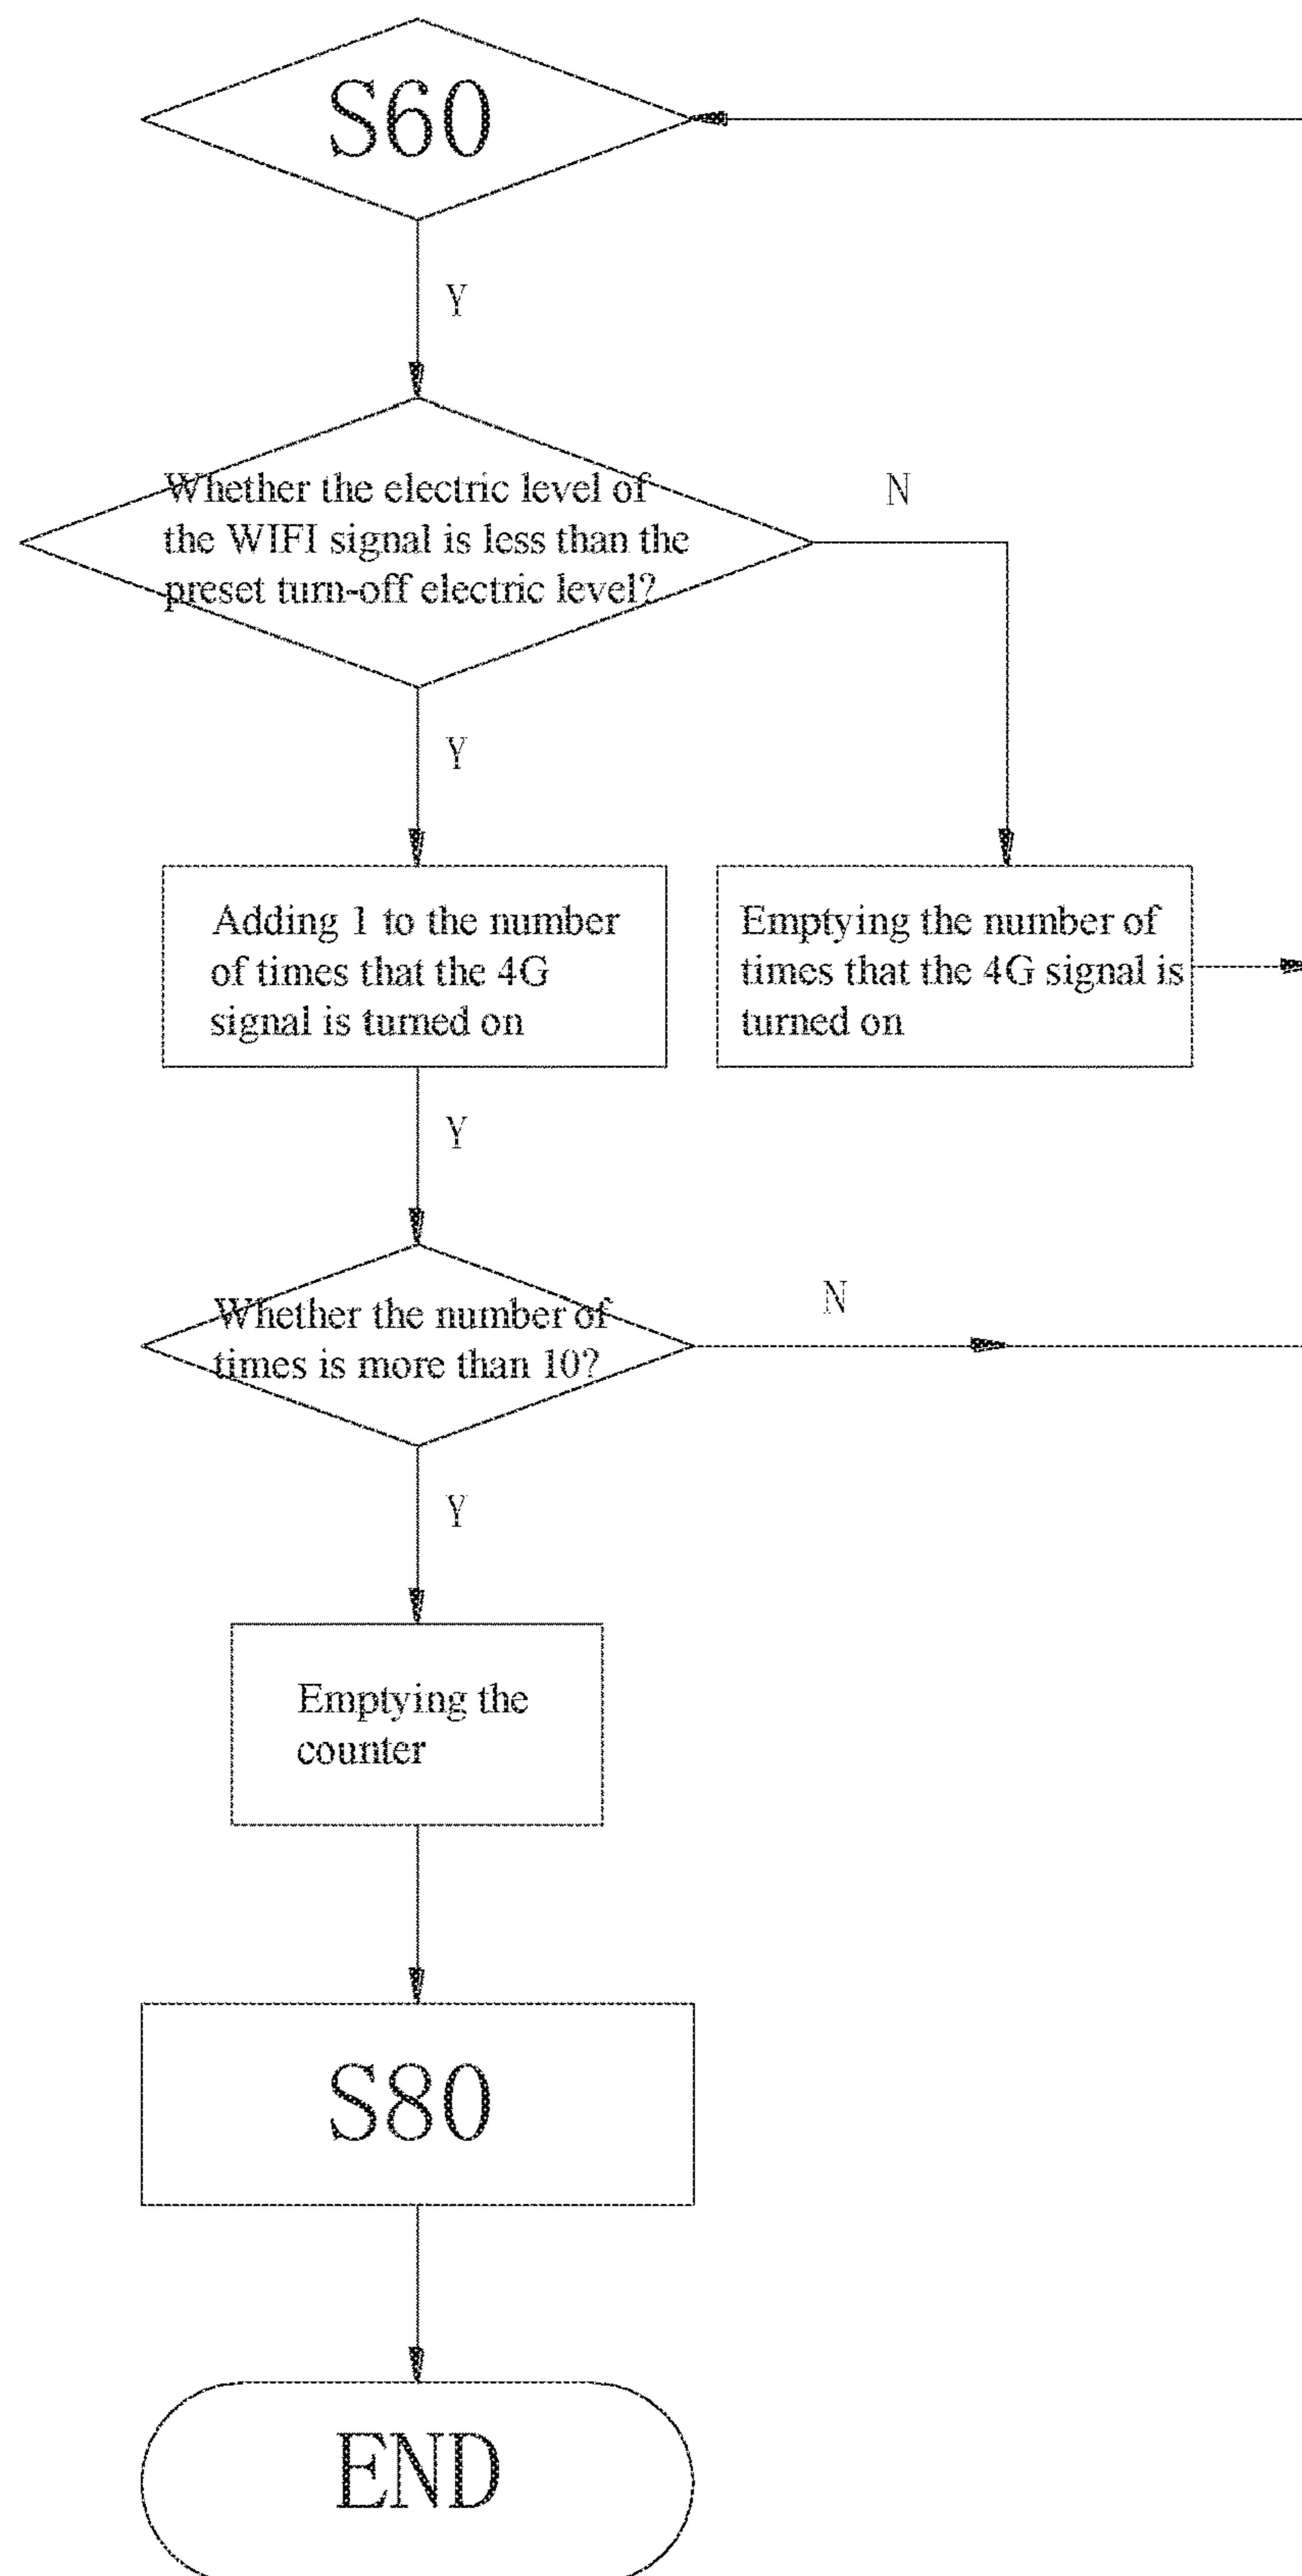 S60
Y
Whether the electric level of
the WIFI signal is less than the
preset turn-off electric level?
N
Y
Adding 1 to the number
of times that the 4G
signal is turned on
Emptying the number of
times that the 4G signal is
turned on
Y
Whether the number of
times is more than 10?
N
Y
Emptying the
counter
S80
END